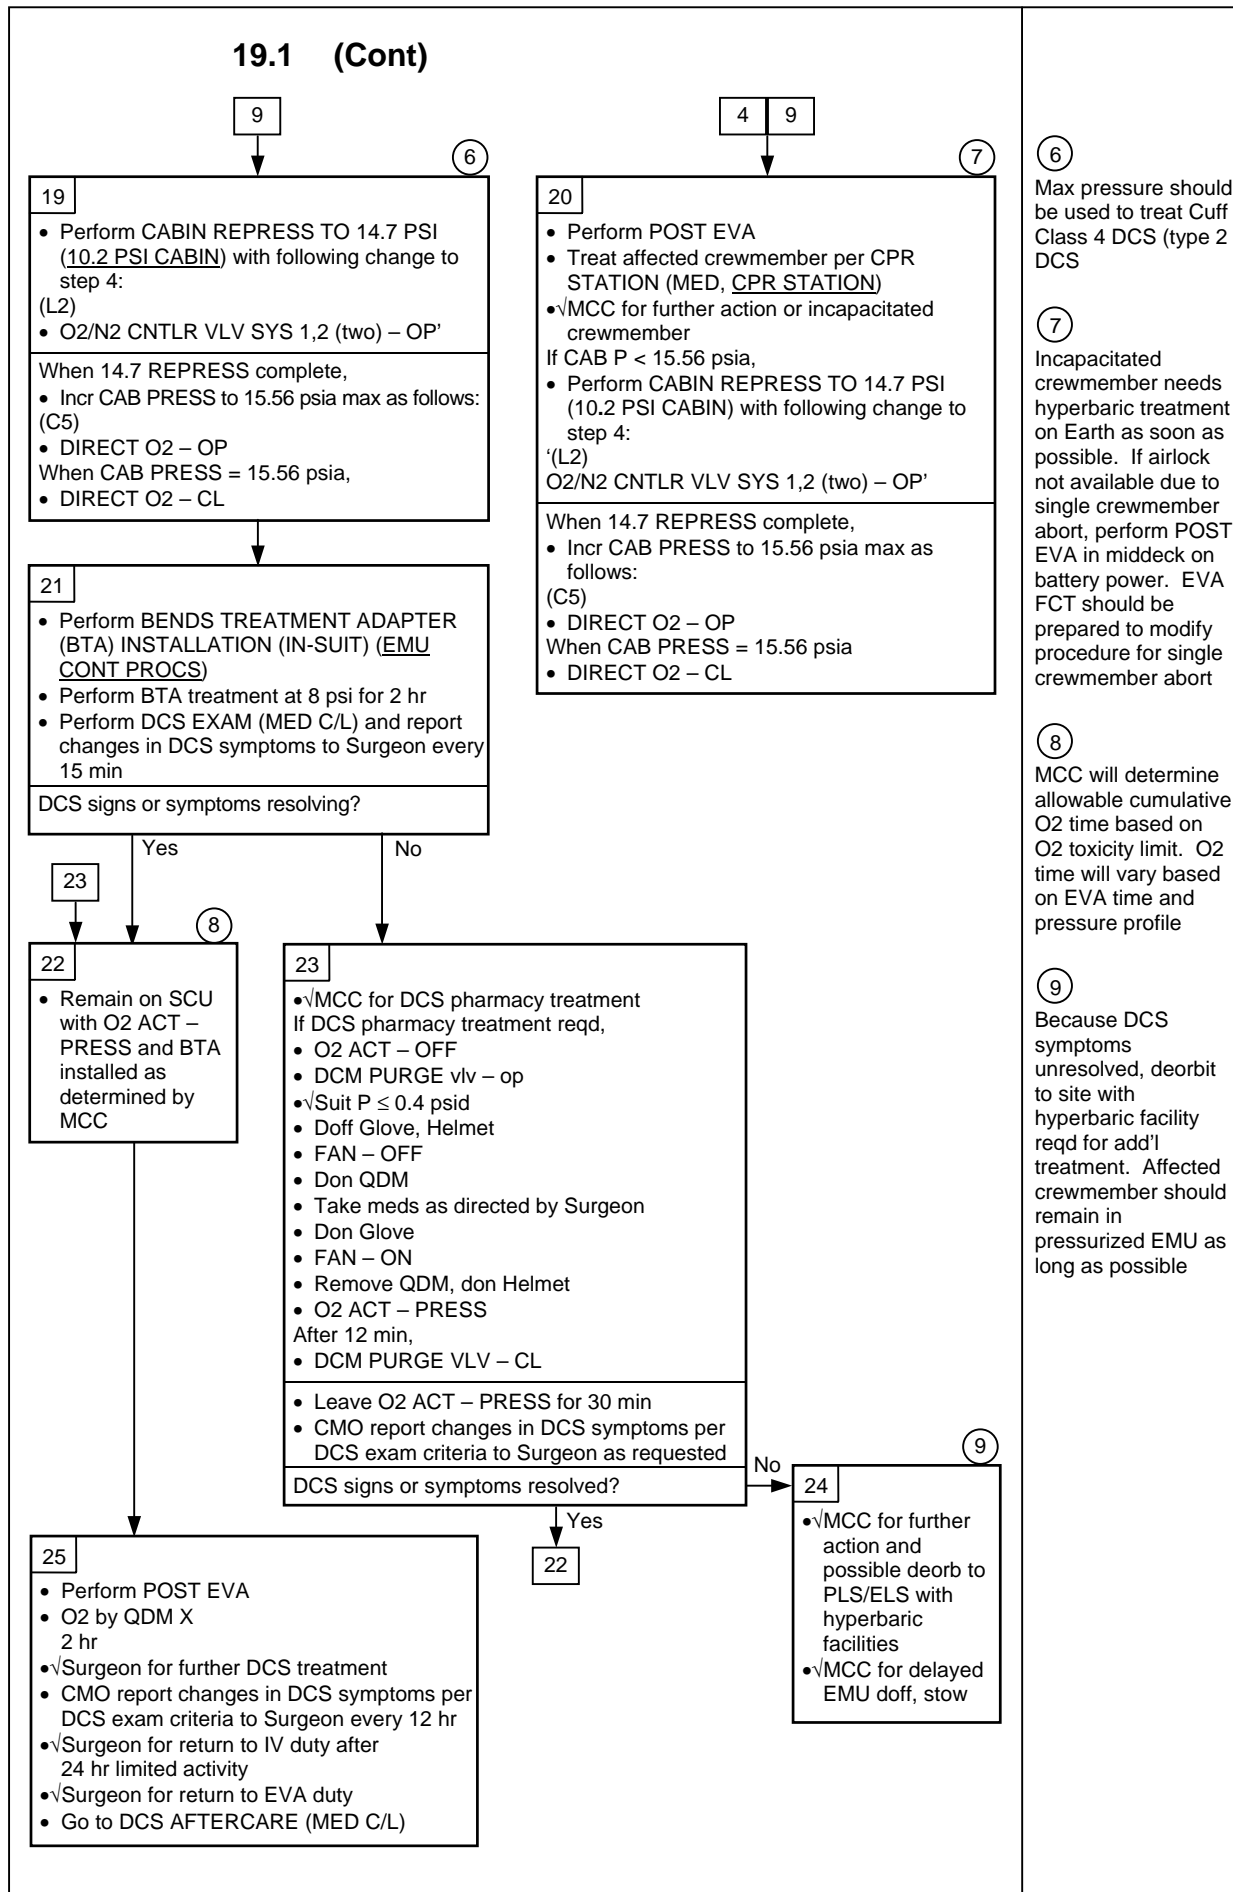 19.1 (Cont)
9
6
19
• Perform CABIN REPRESS TO 14.7 PSI
(10.2 PSI CABIN) with following change to
step 4:
(L2)
• O2/N2 CNTLR VLV SYS 1,2 (two) – OP’
When 14.7 REPRESS complete,
• Incr CAB PRESS to 15.56 psia max as follows:
(C5)
• DIRECT O2 – OP
When CAB PRESS = 15.56 psia,
• DIRECT O2 – CL
4 9
7
20
• Perform POST EVA
• Treat affected crewmember per CPR
STATION (MED, CPR STATION)
•√MCC for further action or incapacitated
crewmember
If CAB P < 15.56 psia,
• Perform CABIN REPRESS TO 14.7 PSI
(10.2 PSI CABIN) with following change to
step 4:
‘(L2)
O2/N2 CNTLR VLV SYS 1,2 (two) – OP’
When 14.7 REPRESS complete,
• Incr CAB PRESS to 15.56 psia max as
follows:
(C5)
• DIRECT O2 – OP
When CAB PRESS = 15.56 psia
• DIRECT O2 – CL
21
• Perform BENDS TREATMENT ADAPTER
(BTA) INSTALLATION (IN-SUIT) (EMU
CONT PROCS)
• Perform BTA treatment at 8 psi for 2 hr
• Perform DCS EXAM (MED C/L) and report
changes in DCS symptoms to Surgeon every
15 min
DCS signs or symptoms resolving?
Yes
No
23
8
22
• Remain on SCU
with O2 ACT –
PRESS and BTA
installed as
determined by
MCC
23
•√MCC for DCS pharmacy treatment
If DCS pharmacy treatment reqd,
• O2 ACT – OFF
• DCM PURGE vlv – op
•√Suit P ≤ 0.4 psid
• Doff Glove, Helmet
• FAN – OFF
• Don QDM
• Take meds as directed by Surgeon
• Don Glove
• FAN – ON
• Remove QDM, don Helmet
• O2 ACT – PRESS
After 12 min,
• DCM PURGE VLV – CL
• Leave O2 ACT – PRESS for 30 min
• CMO report changes in DCS symptoms per
DCS exam criteria to Surgeon as requested
DCS signs or symptoms resolved?
No
Yes
22
9
24
•√MCC for further
action and
possible deorb to
PLS/ELS with
hyperbaric
facilities
•√MCC for delayed
EMU doff, stow
25
• Perform POST EVA
• O2 by QDM X
2 hr
•√Surgeon for further DCS treatment
• CMO report changes in DCS symptoms per
DCS exam criteria to Surgeon every 12 hr
•√Surgeon for return to IV duty after
24 hr limited activity
•√Surgeon for return to EVA duty
• Go to DCS AFTERCARE (MED C/L)
6
Max pressure should
be used to treat Cuff
Class 4 DCS (type 2
DCS
7
Incapacitated
crewmember needs
hyperbaric treatment
on Earth as soon as
possible. If airlock
not available due to
single crewmember
abort, perform POST
EVA in middeck on
battery power. EVA
FCT should be
prepared to modify
procedure for single
crewmember abort
8
MCC will determine
allowable cumulative
O2 time based on
O2 toxicity limit. O2
time will vary based
on EVA time and
pressure profile
9
Because DCS
symptoms
unresolved, deorbit
to site with
hyperbaric facility
reqd for add’l
treatment. Affected
crewmember should
remain in
pressurized EMU as
long as possible